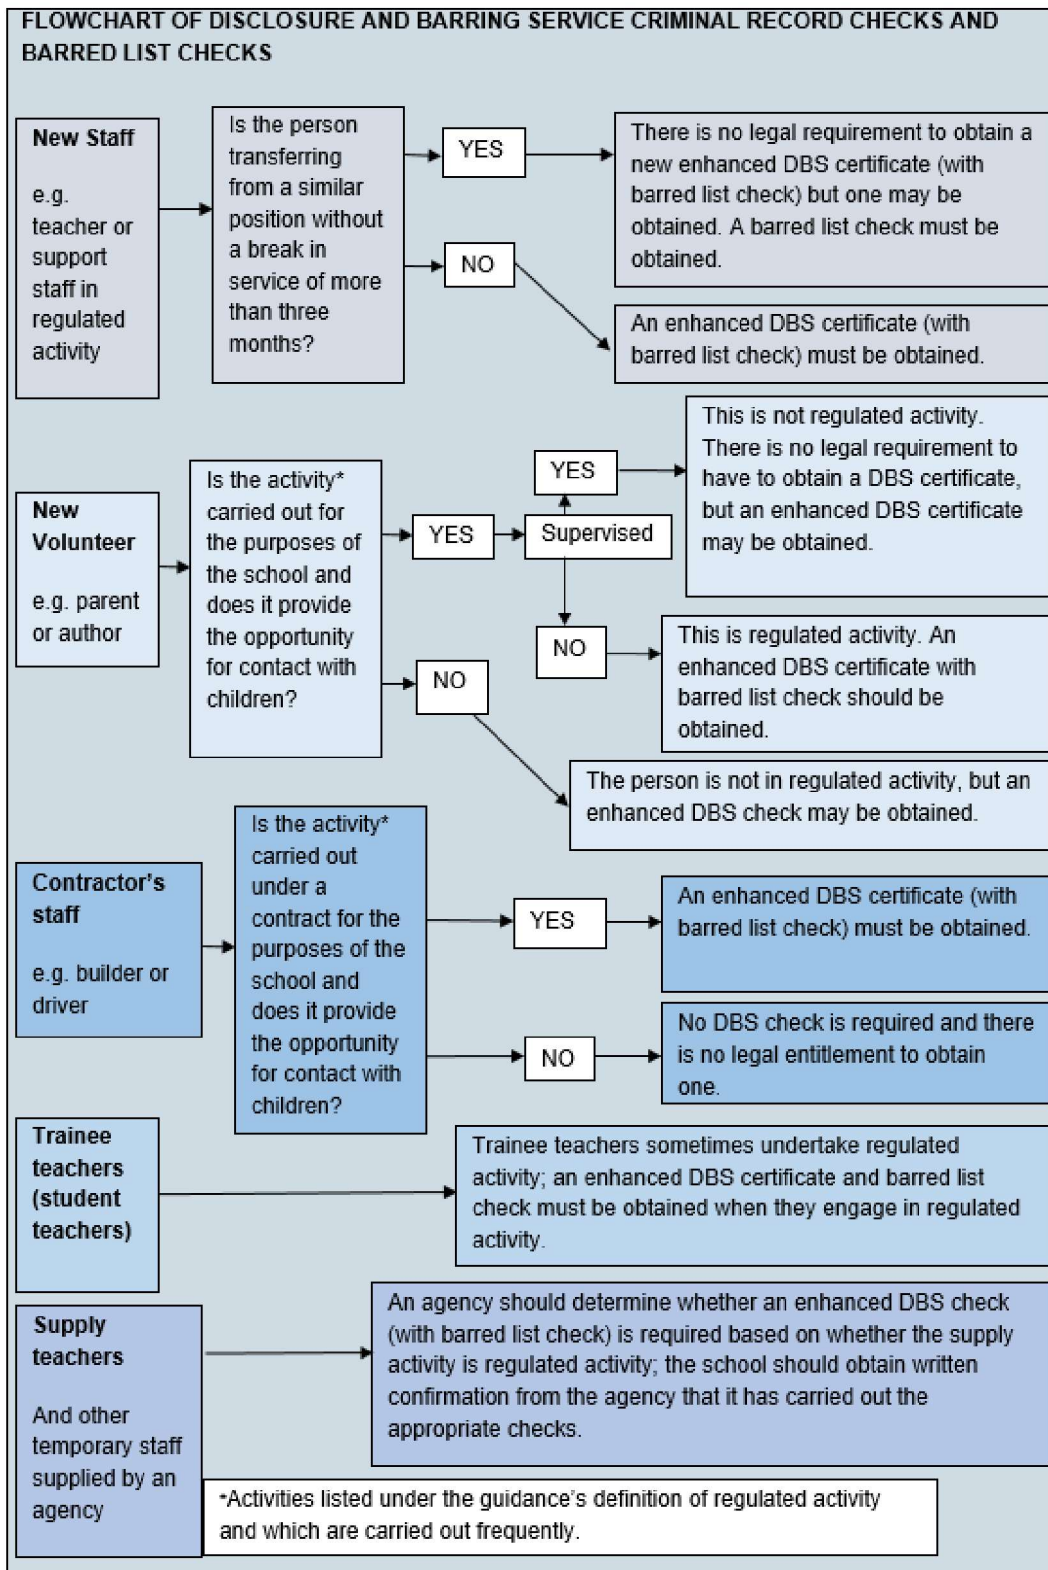 FLOWCHART OF DISCLOSURE AND BARRING SERVICE CRIMINAL RECORD CHECKS AND
BARRED LIST CHECKS
New Staff
e.g.
teacher or
support
staff in
regulated
activity
Is the person
transferring
from a similar
position without
a break in
service of more
than three
months?
YES
There is no legal requirement to obtain a
new enhanced DBS certificate (with
barred list check) but one may be
obtained. A barred list check must be
obtained.
NO
An enhanced DBS certificate (with
barred list check) must be obtained.
New
Volunteer
e.g. parent
or author
Is the activity*
carried out for
the purposes of
the school and
does it provide
the opportunity
for contact with
children?
YES
Supervised
YES
This is not regulated activity.
There is no legal requirement to
have to obtain a DBS certificate,
but an enhanced DBS certificate
may be obtained.
NO
This is regulated activity. An
enhanced DBS certificate with
barred list check should be
obtained.
NO
The person is not in regulated activity, but an
enhanced DBS check may be obtained.
Contractor's
staff
e.g. builder or
driver
Is the activity*
carried out
under a
contract for the
purposes of the
school and
does it provide
the opportunity
for contact with
children?
YES
An enhanced DBS certificate (with
barred list check) must be obtained.
NO
No DBS check is required and there
is no legal entitlement to obtain
one.
Trainee
teachers
(student
teachers)
Trainee teachers sometimes undertake regulated
activity; an enhanced DBS certificate and barred list
check must be obtained when they engage in regulated
activity.
Supply
teachers
And other
temporary staff
supplied by an
agency
An agency should determine whether an enhanced DBS check
(with barred list check) is required based on whether the supply
activity is regulated activity; the school should obtain written
confirmation from the agency that it has carried out the
appropriate checks.
*Activities listed under the guidance's definition of regulated activity
and which are carried out frequently.